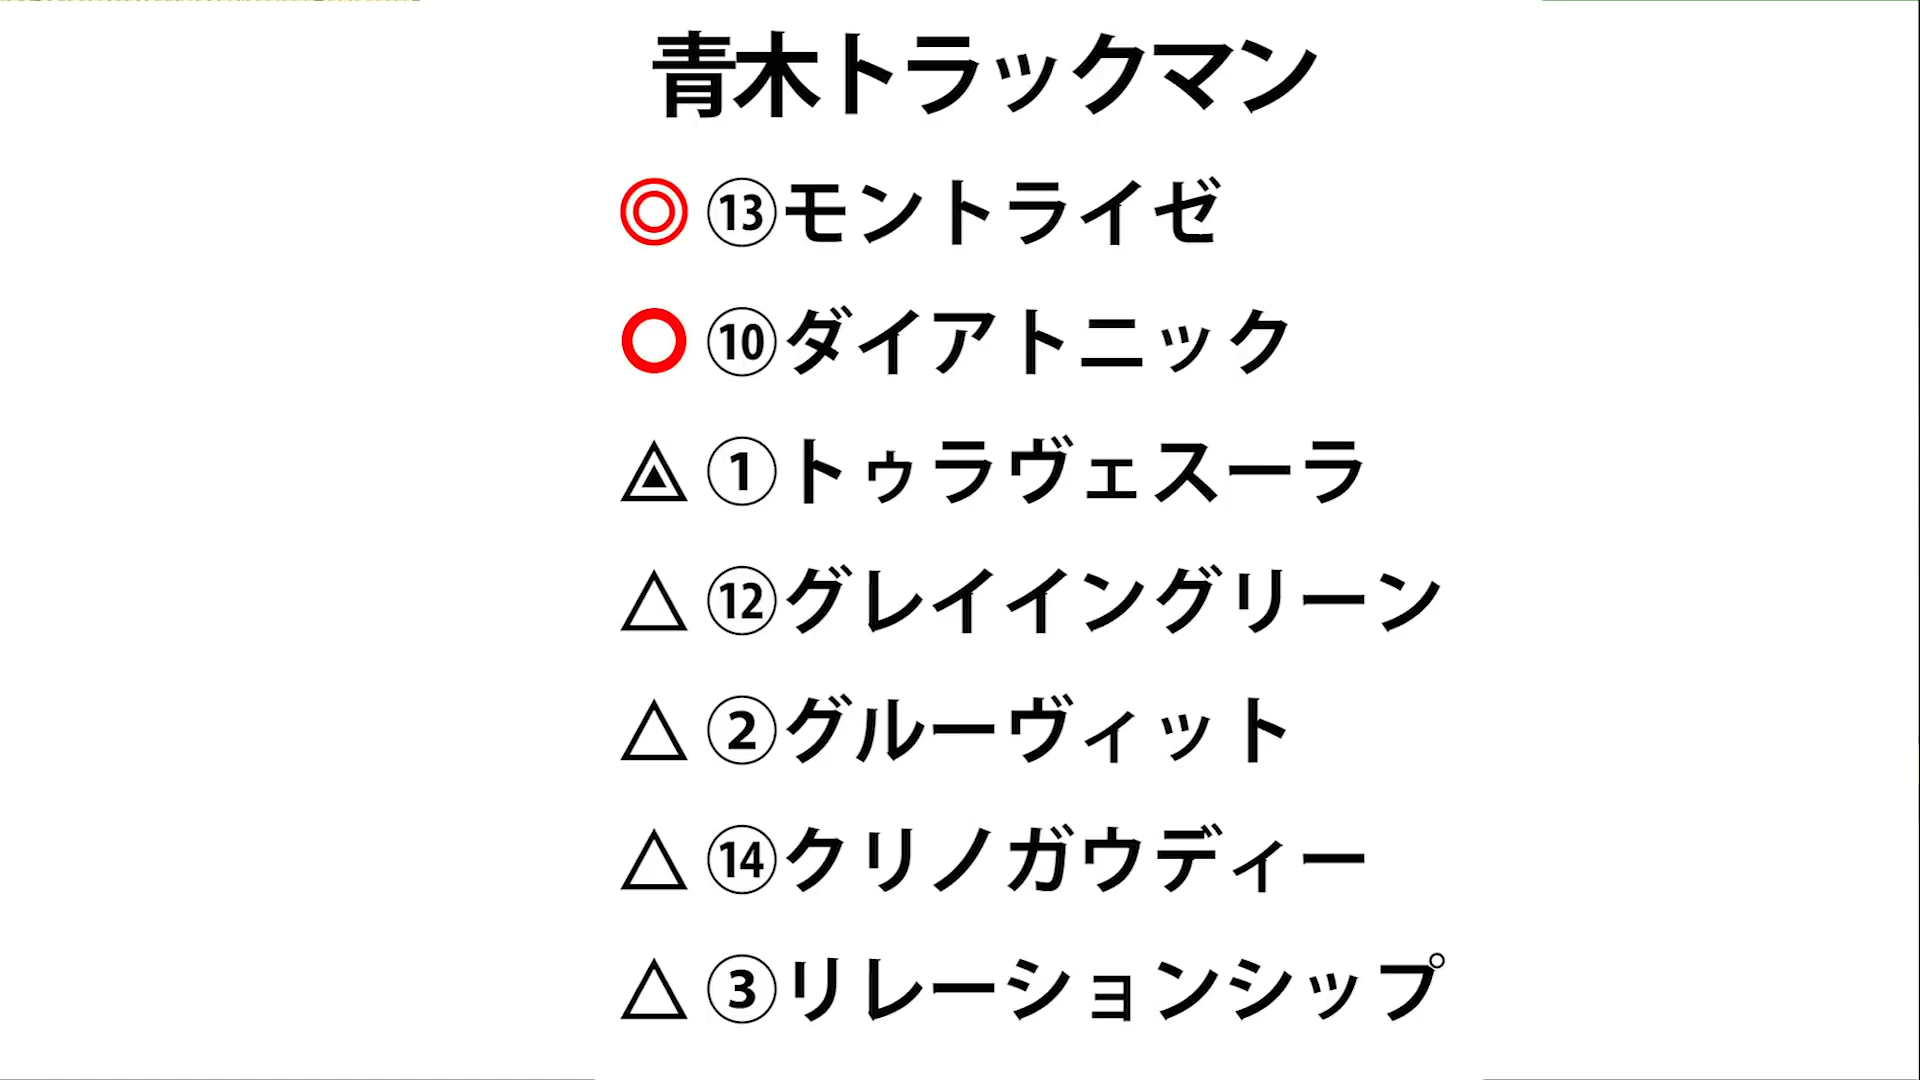 青木トラックマン
◎⑬モントライゼ
○⑩ダイアトニック
▲①トゥラヴェスーラ
△⑫グレイイングリーン
△②グルーヴィット
△⑭クリノガウディー
△③リレーションシップ